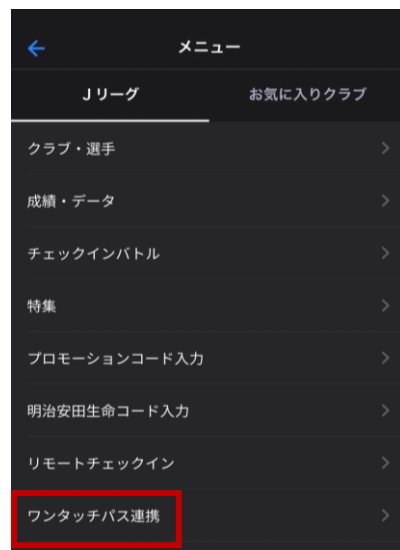 メニュー
Jリーグ
お気に入りクラブ
クラブ・選手
成績・データ
チェックインバトル
特集
プロモーションコード入力
明治安田生命コード入力
リモートチェックイン
ワンタッチパス連携